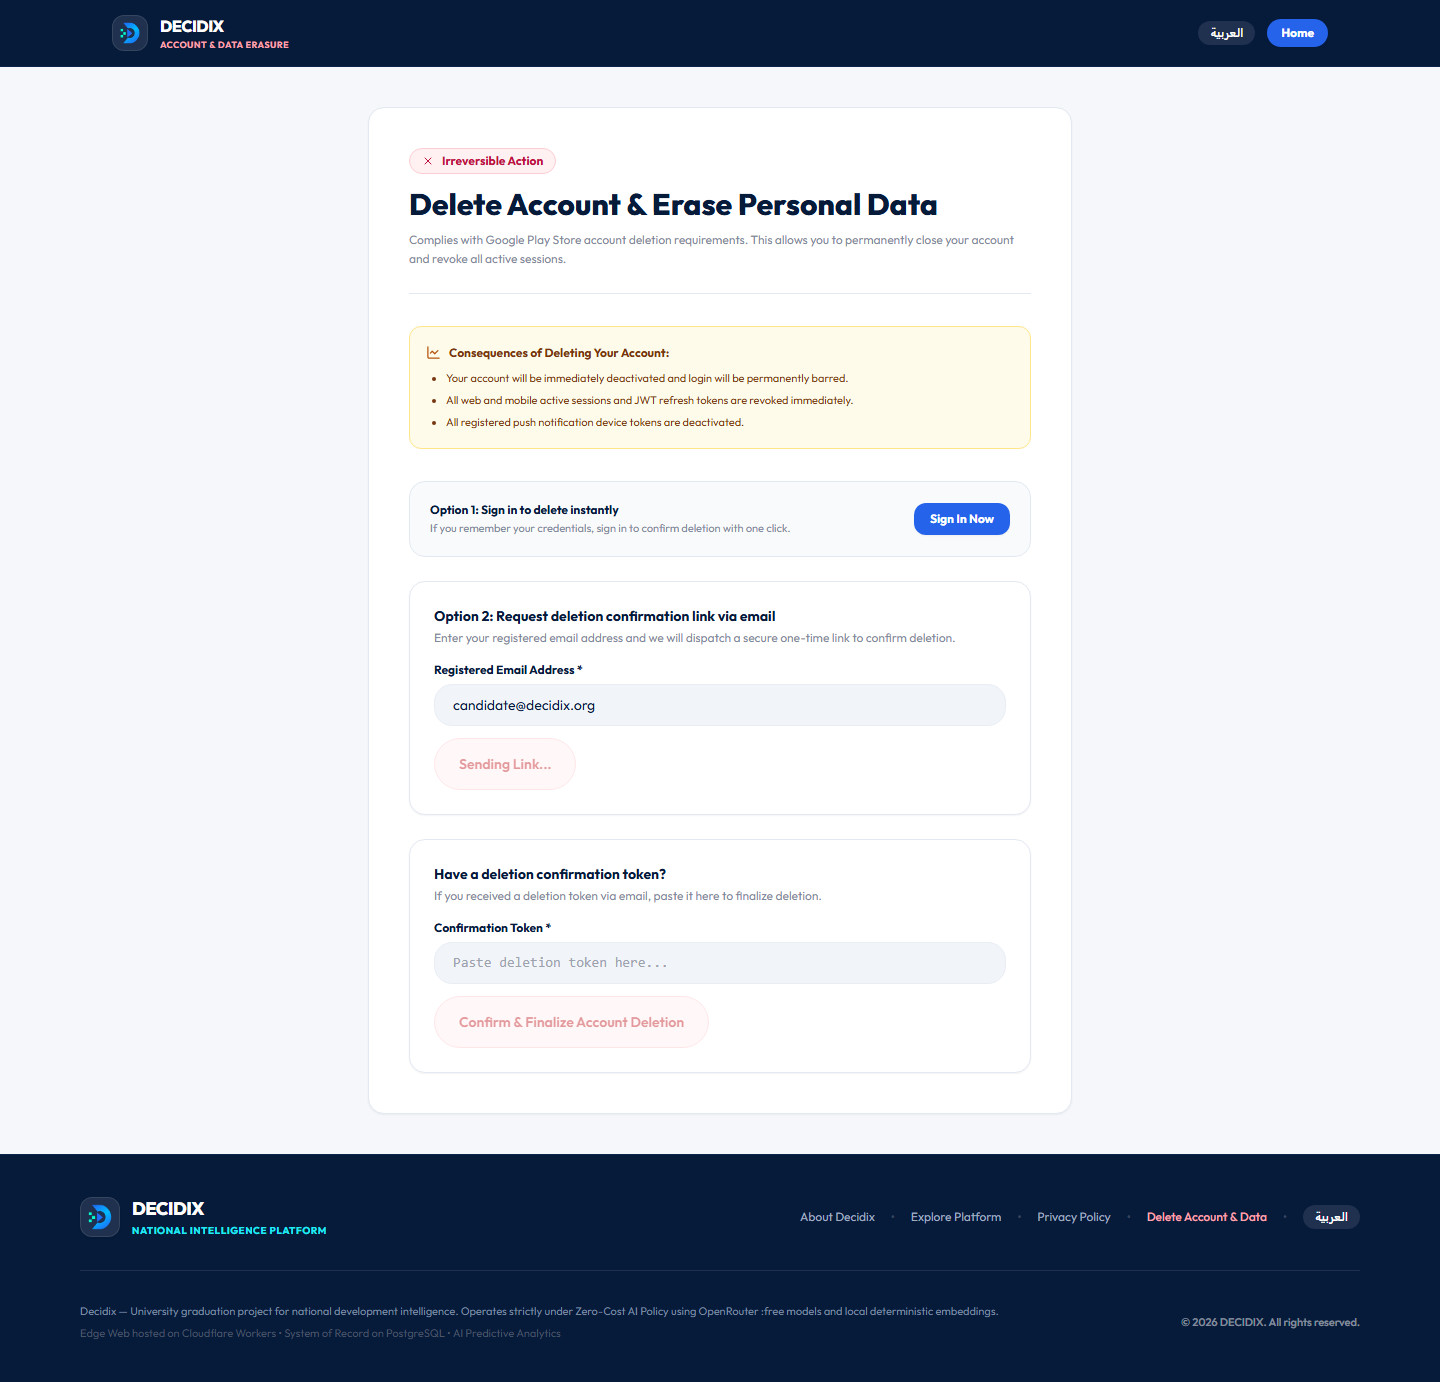 DECIDIX
ACCOUNT & DATA ERASURE
العربية
Home
Irreversible Action
Delete Account & Erase Personal Data
Complies with Google Play Store account deletion requirements. This allows you to permanently close your account
and revoke all active sessions.
Consequences of Deleting Your Account:
Your account will be immediately deactivated and login will be permanently barred.
All web and mobile active sessions and JWT refresh tokens are revoked immediately.
All registered push notification device tokens are deactivated.
Option 1: Sign in to delete instantly
If you remember your credentials, sign in to confirm deletion with one click.
Sign In Now
Option 2: Request deletion confirmation link via email
Enter your registered email address and we will dispatch a secure one-time link to confirm deletion.
Registered Email Address *
candidate@decidix.org
Sending Link...
Have a deletion confirmation token?
If you received a deletion token via email, paste it here to finalize deletion.
Confirmation Token *
Paste deletion token here...
Confirm & Finalize Account Deletion
DECIDIX
NATIONAL INTELLIGENCE PLATFORM
About Decidix • Explore Platform • Privacy Policy • Delete Account & Data • العربية
Decidix — University graduation project for national development intelligence. Operates strictly under Zero-Cost AI Policy using OpenRouter :free models and local deterministic embeddings.
Edge Web hosted on Cloudflare Workers • System of Record on PostgreSQL • AI Predictive Analytics
© 2026 DECIDIX. All rights reserved.